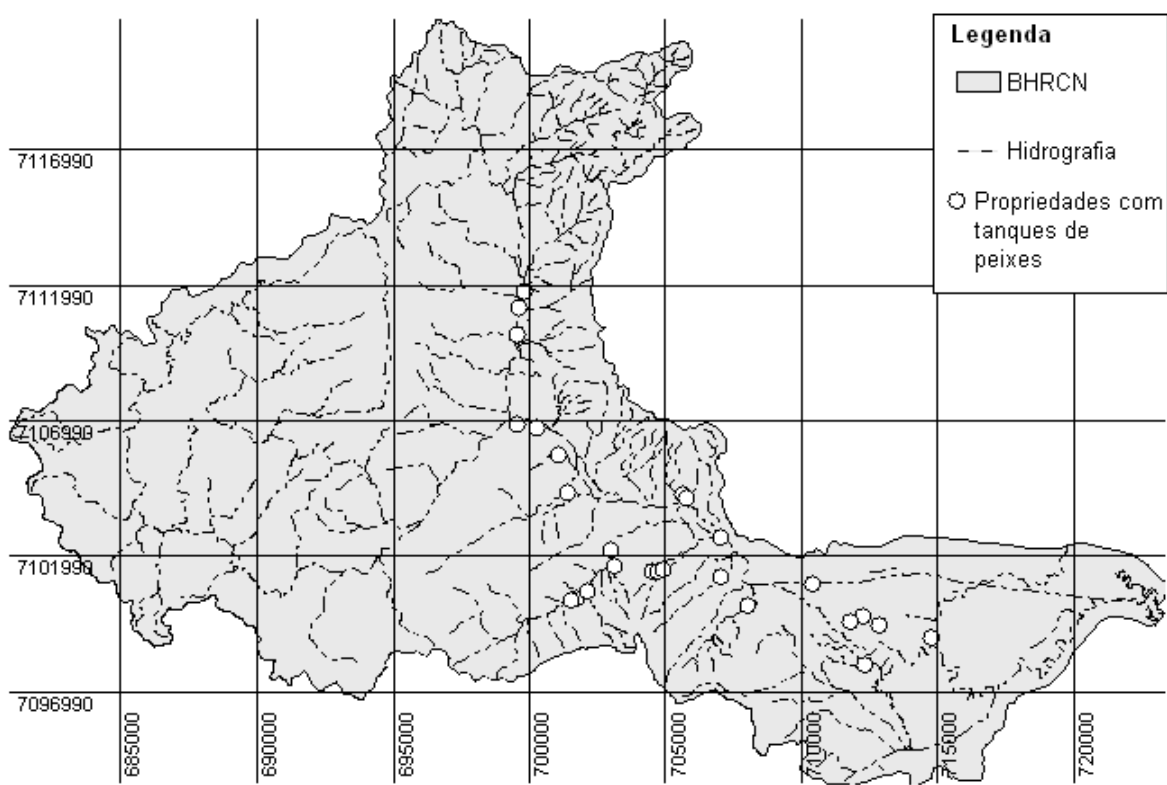 Legenda
BHRCN
Hidrografia
Propriedades com
tanques de
peixes
7116990
7111990
7106990
7101990
7096990
685000
690000
695000
700000
705000
710000
715000
720000